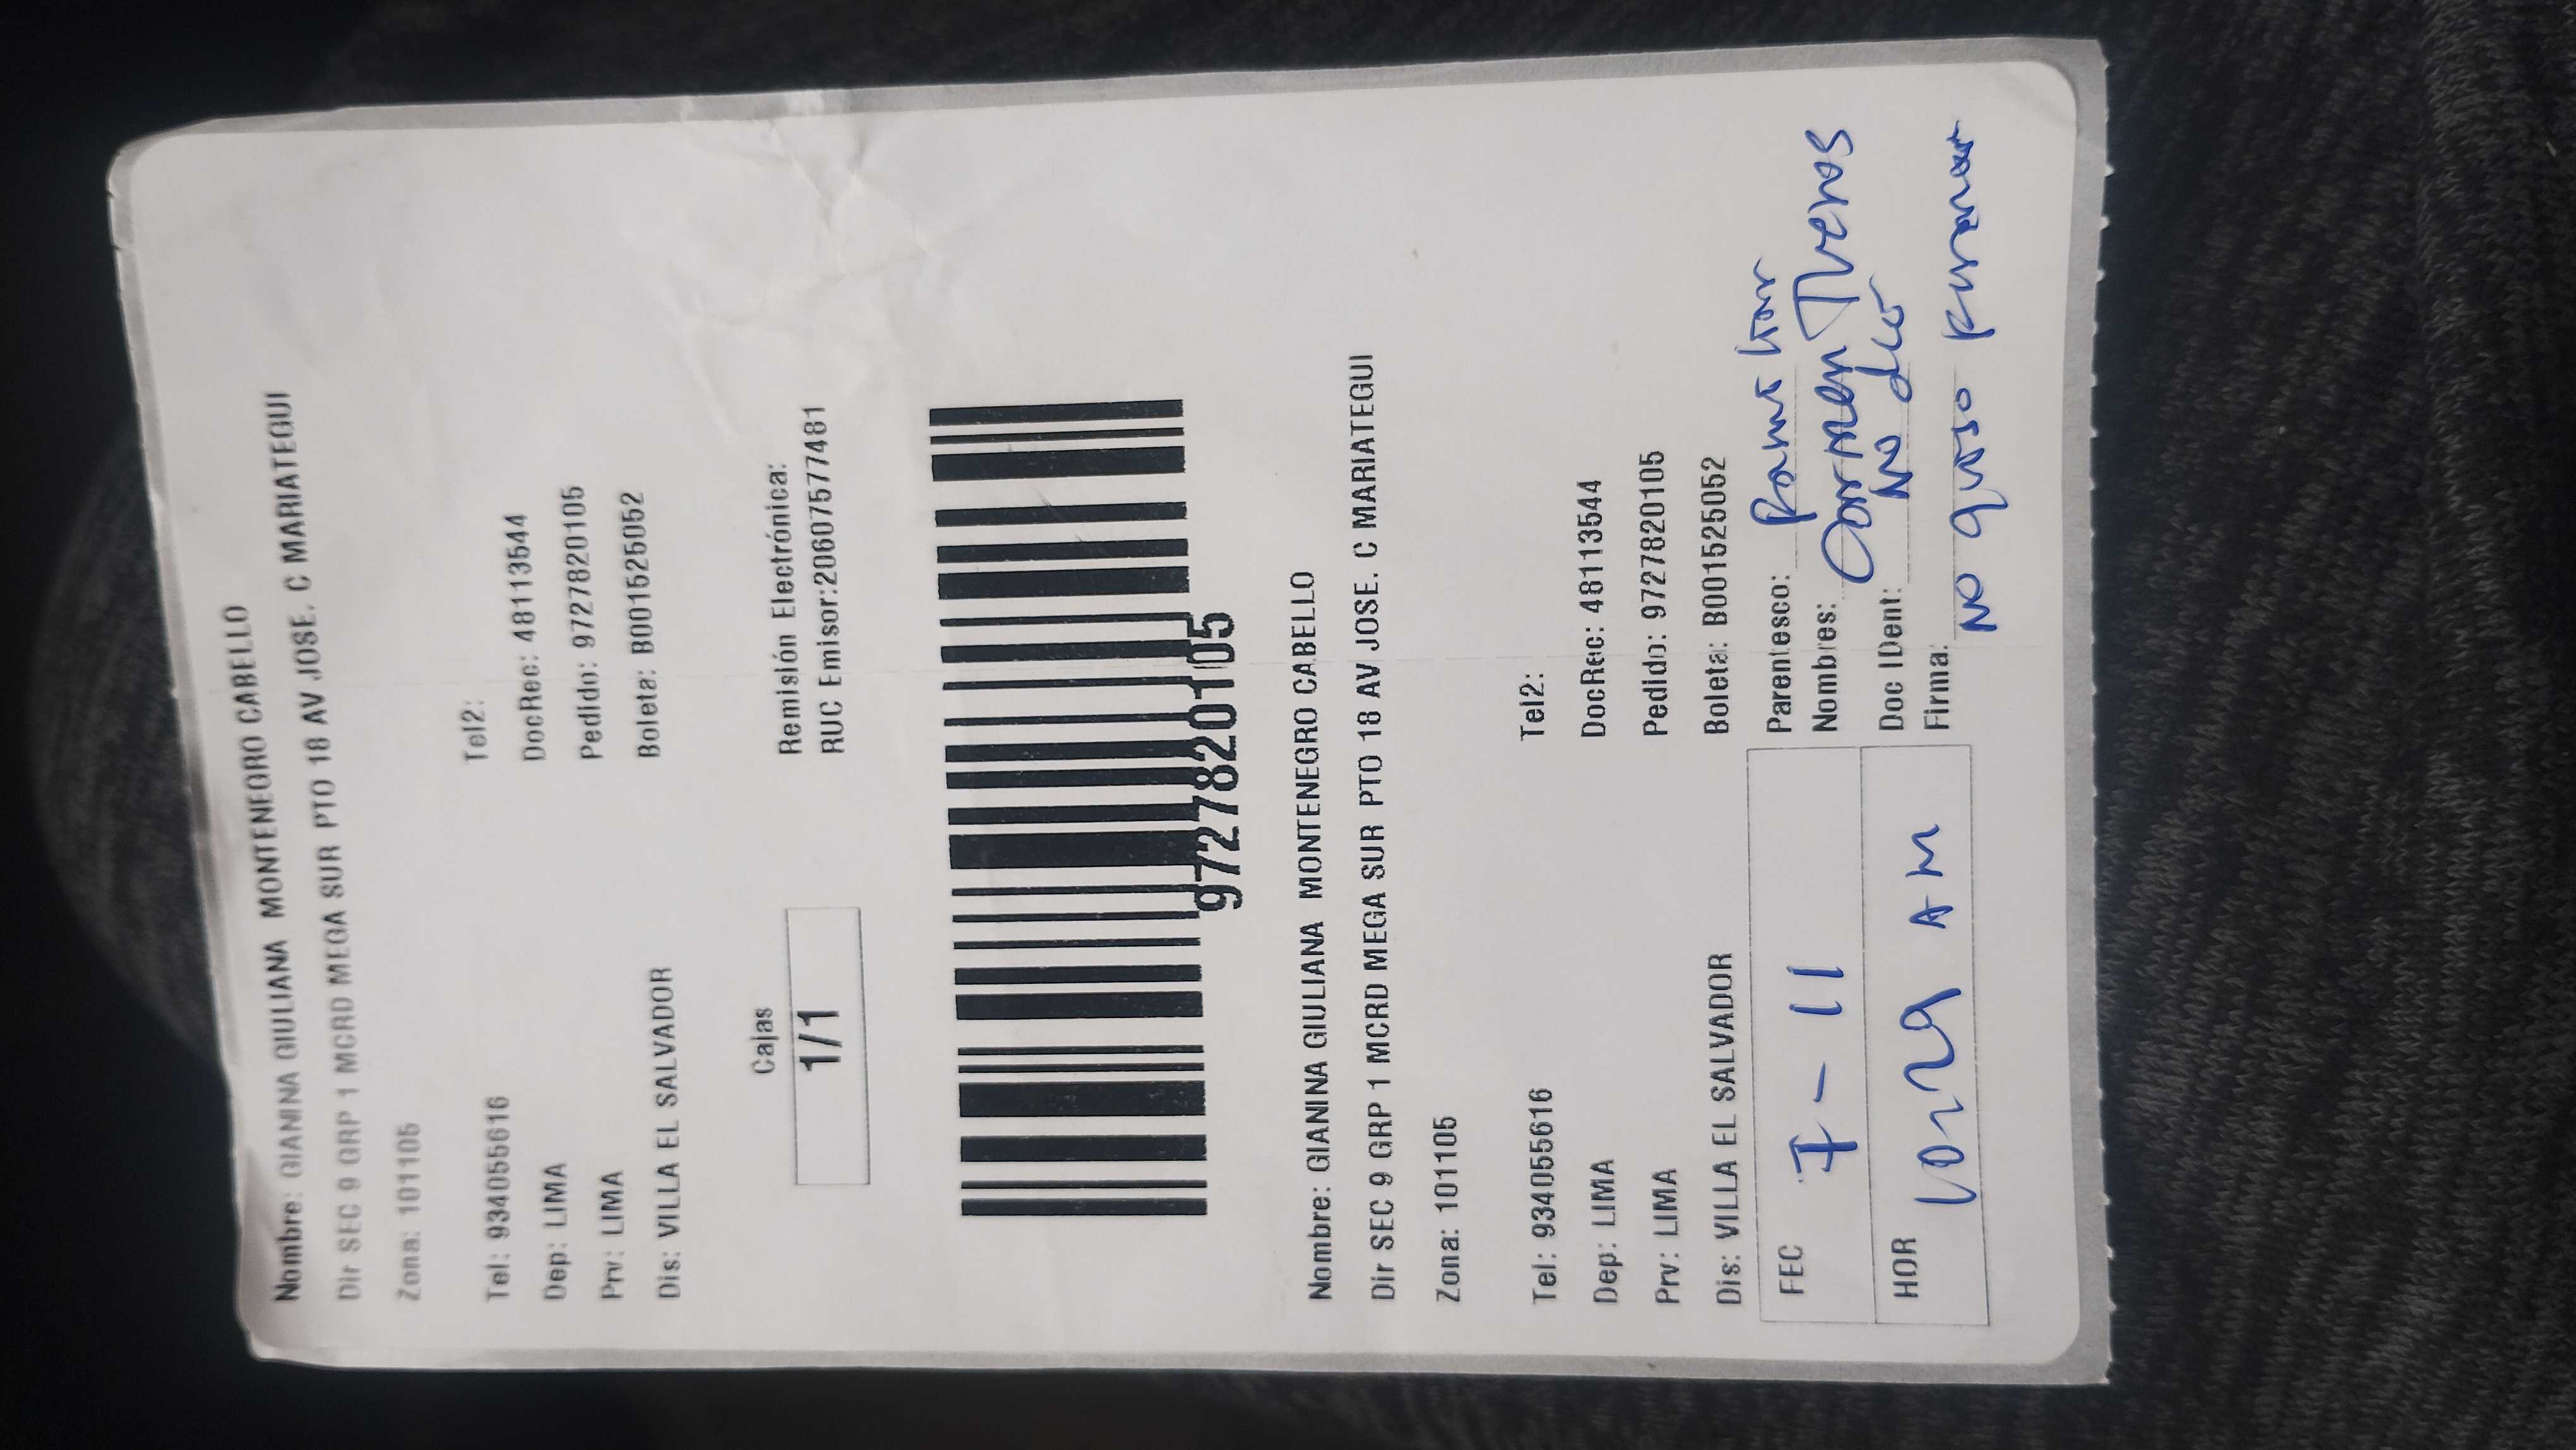 Nombre: GIANINA GIULIANA MONTENEGRO CABELLO
Dir SEC 9 GRP 1 MCRD MEGA SUR PTO 18 AV JOSE. C MARIATEGUI
Zona: 101105
Tel: 934055616 Tel2:
Dep: LIMA DocRec: 48113544
Prv: LIMA Pedido: 9727820105
Dis: VILLA EL SALVADOR Boleta: B001525052
Cajas Remisión Electrónica:
1/1 RUC Emisor:20607577481
9727820105
Nombre: GIANINA GIULIANA MONTENEGRO CABELLO
Dir SEC 9 GRP 1 MCRD MEGA SUR PTO 18 AV JOSE. C MARIATEGUI
Zona: 101105
Tel: 934055616 Tel2:
Dep: LIMA DocRec: 48113544
Prv: LIMA Pedido: 9727820105
Dis: VILLA EL SALVADOR Boleta: B001525052
FEC 7-11 Parentesco: Familiar
Nombres: Carmen
HOR AM Doc IDent: No dio
Firma: No quiso firmar